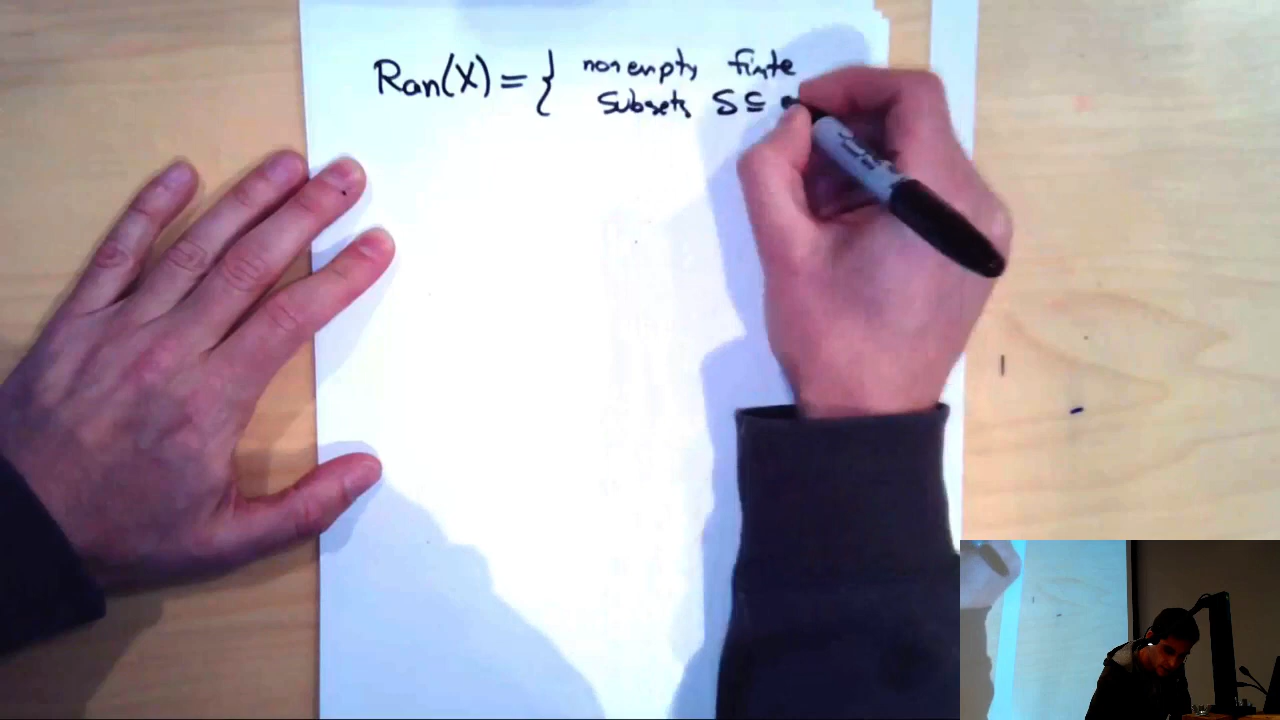 Ran(X) = { nonempty finite
subsets S ⊆